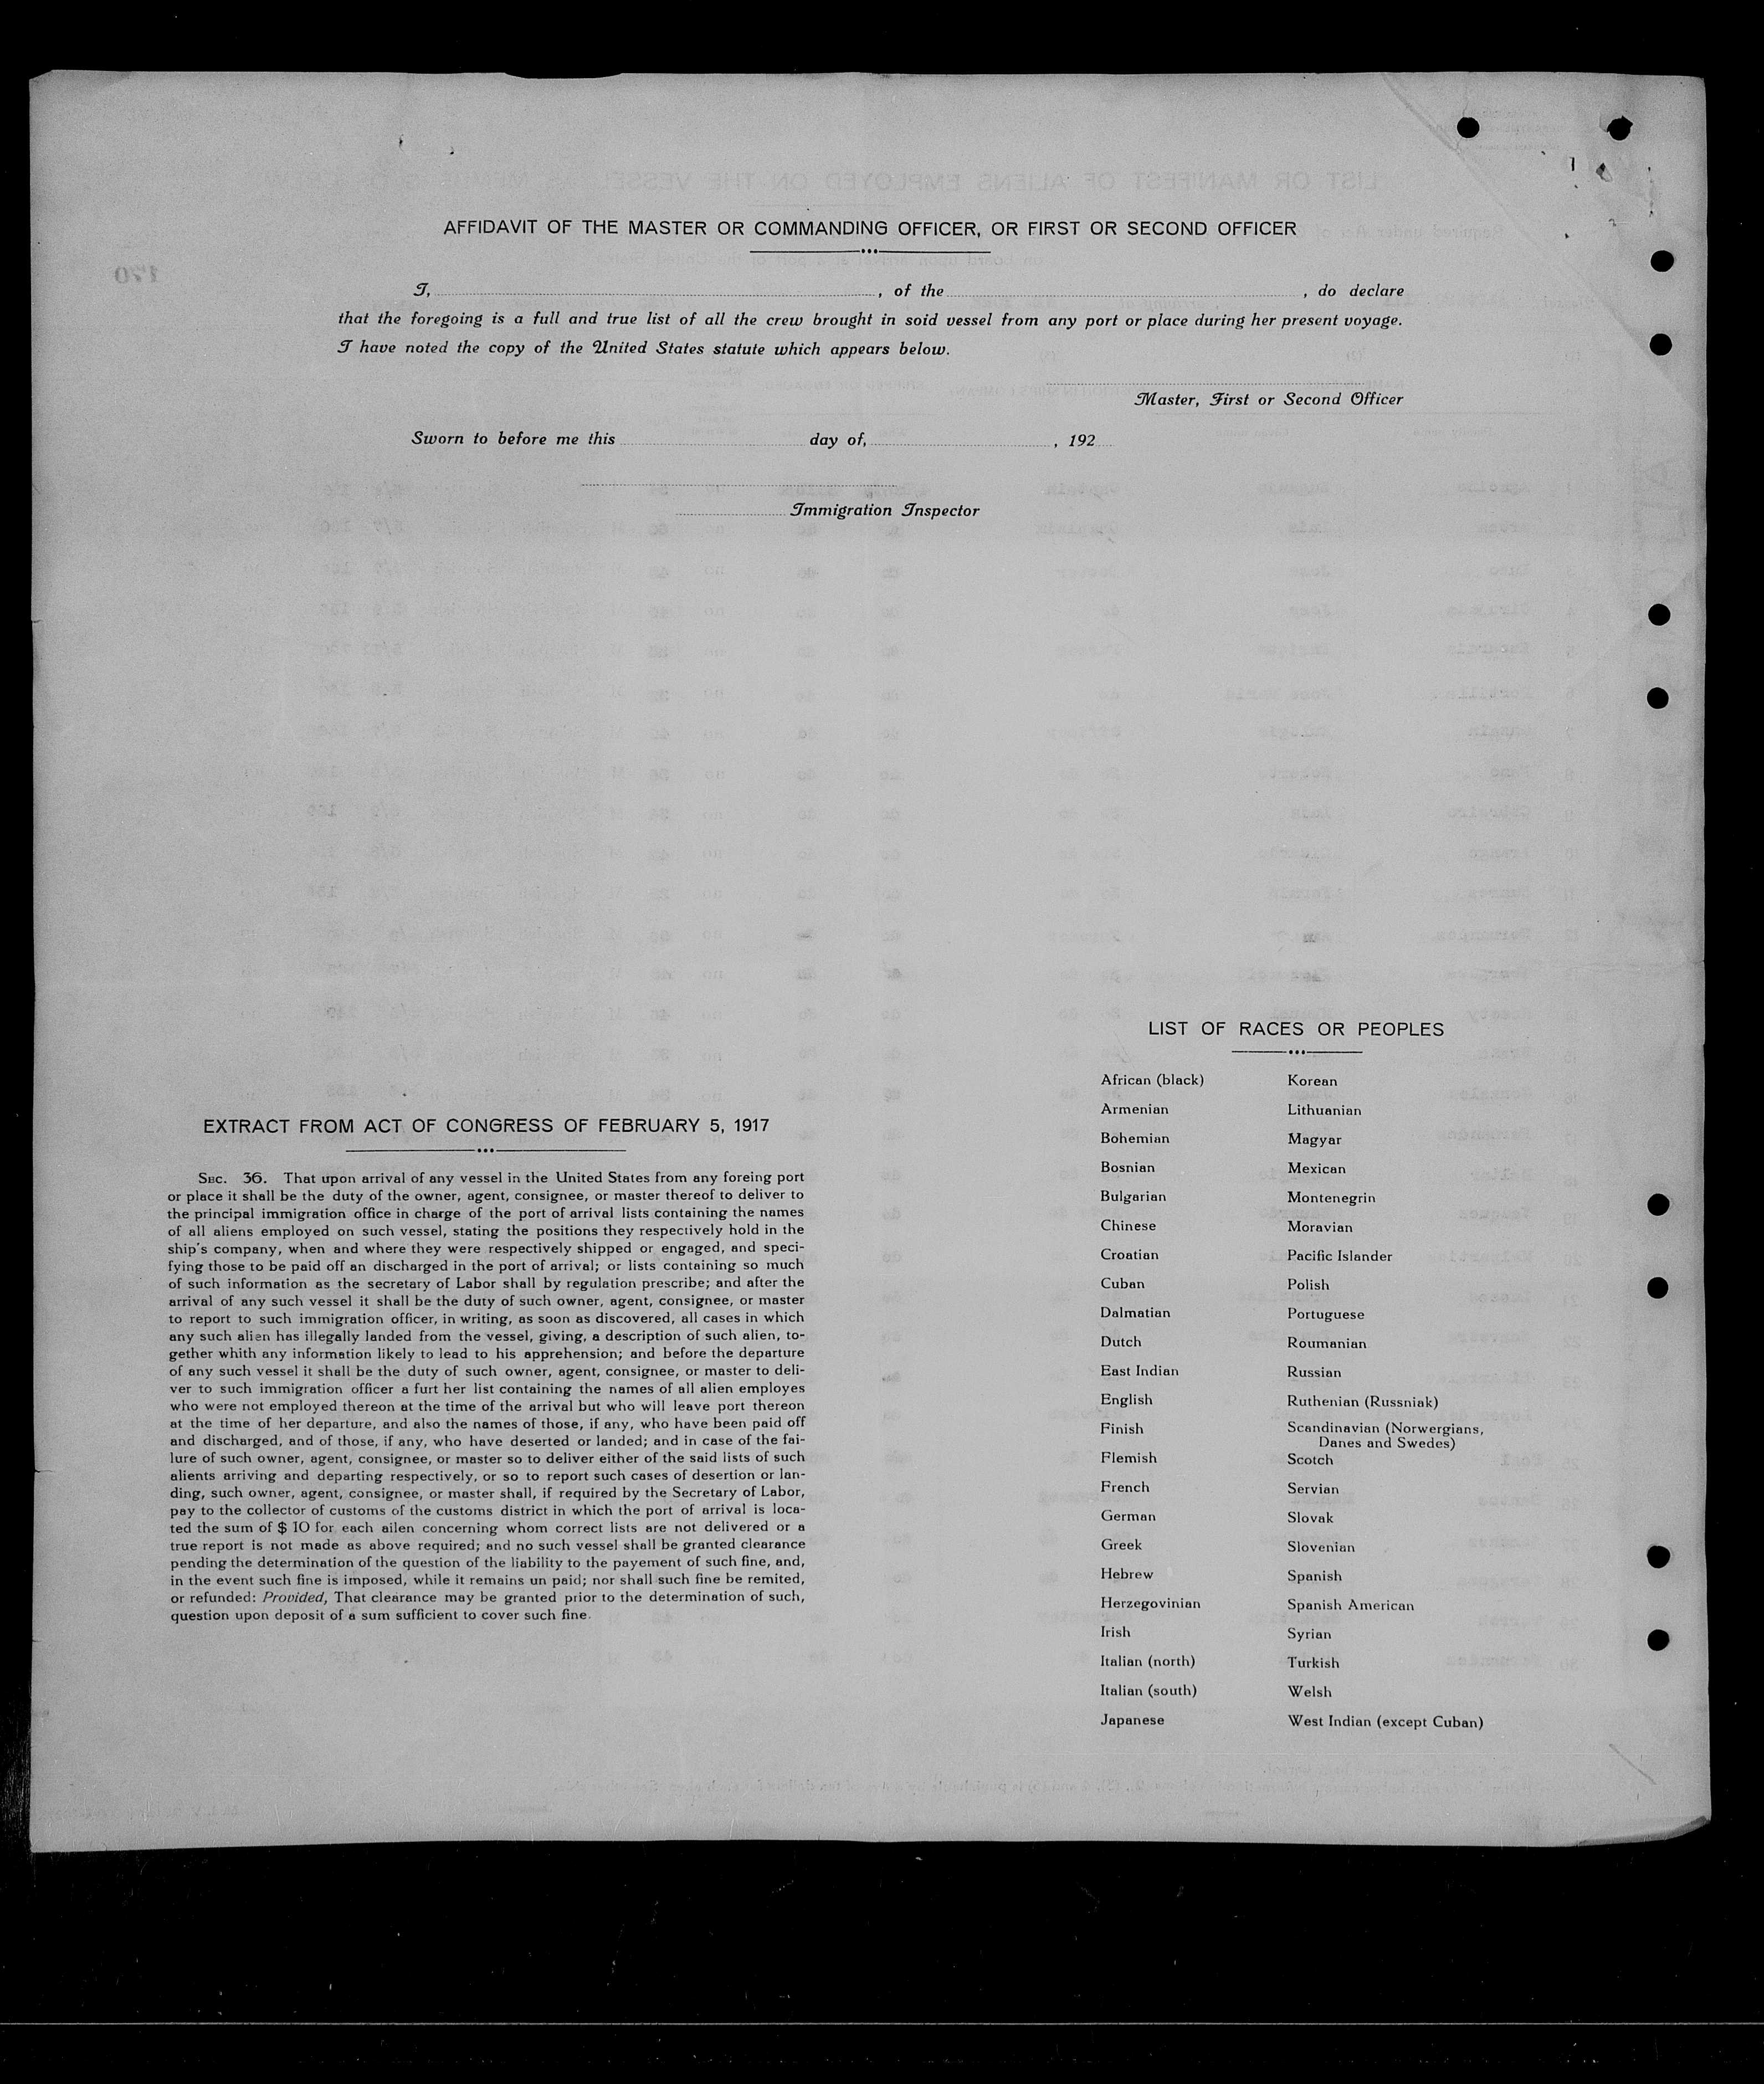 AFFIDAVIT OF THE MASTER OR COMMANDING OFFICER, OR FIRST OR SECOND OFFICER
I, , of the , do declare
that the foregoing is a full and true list of all the crew brought in soid vessel from any port or place during her present voyage.
I have noted the copy of the United States statute which appears below.
Master, First or Second Officer
Sworn to before me this day of, , 192
Immigration Inspector
EXTRACT FROM ACT OF CONGRESS OF FEBRUARY 5, 1917
SEC. 36. That upon arrival of any vessel in the United States from any foreing port
or place it shall be the duty of the owner, agent, consignee, or master thereof to deliver to
the principal immigration office in charge of the port of arrival lists containing the names
of all aliens employed on such vessel, stating the positions they respectively hold in the
ship's company, when and where they were respectively shipped or engaged, and speci-
fying those to be paid off an discharged in the port of arrival; or lists containing so much
of such information as the secretary of Labor shall by regulation prescribe; and after the
arrival of any such vessel it shall be the duty of such owner, agent, consignee, or master
to report to such immigration officer, in writing, as soon as discovered, all cases in which
any such alien has illegally landed from the vessel, giving, a description of such alien, to-
gether whith any information likely to lead to his apprehension; and before the departure
of any such vessel it shall be the duty of such owner, agent, consignee, or master to deli-
ver to such immigration officer a furt her list containing the names of all alien employes
who were not employed thereon at the time of the arrival but who will leave port thereon
at the time of her departure, and also the names of those, if any, who have been paid off
and discharged, and of those, if any, who have deserted or landed; and in case of the fai-
lure of such owner, agent, consignee, or master so to deliver either of the said lists of such
alients arriving and departing respectively, or so to report such cases of desertion or lan-
ding, such owner, agent, consignee, or master shall, if required by the Secretary of Labor,
pay to the collector of customs of the customs district in which the port of arrival is loca-
ted the sum of $ 10 for each ailen concerning whom correct lists are not delivered or a
true report is not made as above required; and no such vessel shall be granted clearance
pending the determination of the question of the liability to the payement of such fine, and,
in the event such fine is imposed, while it remains un paid; nor shall such fine be remited,
or refunded: Provided, That clearance may be granted prior to the determination of such,
question upon deposit of a sum sufficient to cover such fine.
LIST OF RACES OR PEOPLES
African (black)
Armenian
Bohemian
Bosnian
Bulgarian
Chinese
Croatian
Cuban
Dalmatian
Dutch
East Indian
English
Finish
Flemish
French
German
Greek
Hebrew
Herzegovinian
Irish
Italian (north)
Italian (south)
Japanese
Korean
Lithuanian
Magyar
Mexican
Montenegrin
Moravian
Pacific Islander
Polish
Portuguese
Roumanian
Russian
Ruthenian (Russniak)
Scandinavian (Norwergians,
Danes and Swedes)
Scotch
Servian
Slovak
Slovenian
Spanish
Spanish American
Syrian
Turkish
Welsh
West Indian (except Cuban)